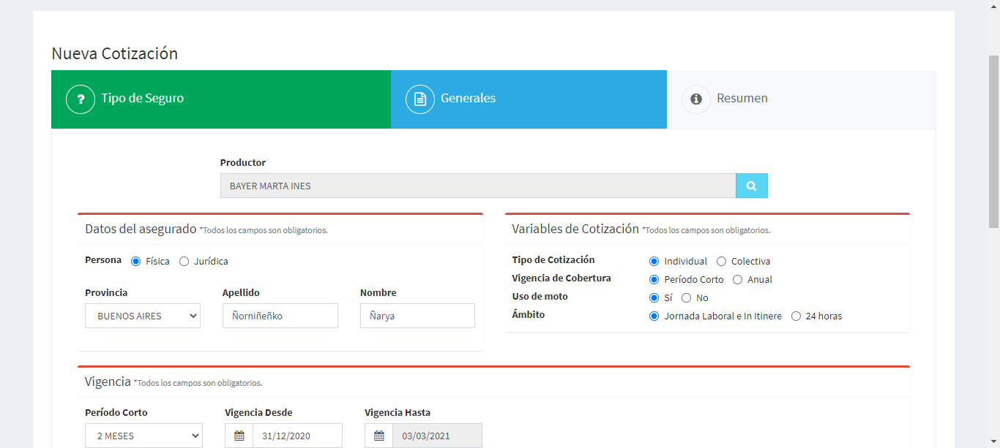 Nueva Cotización
? Tipo de Seguro
Generales
Resumen
Productor
BAYER MARTA INES
Datos del asegurado *Todos los campos son obligatorios.
Persona Física Jurídica
Provincia Apellido Nombre
BUENOS AIRES Ñorniñeñko Ñarya
Variables de Cotización *Todos los campos son obligatorios.
Tipo de Cotización Individual Colectiva
Vigencia de Cobertura Período Corto Anual
Uso de moto Sí No
Ámbito Jornada Laboral e In Itinere 24 horas
Vigencia *Todos los campos son obligatorios.
Período Corto Vigencia Desde Vigencia Hasta
2 MESES 31/12/2020 03/03/2021